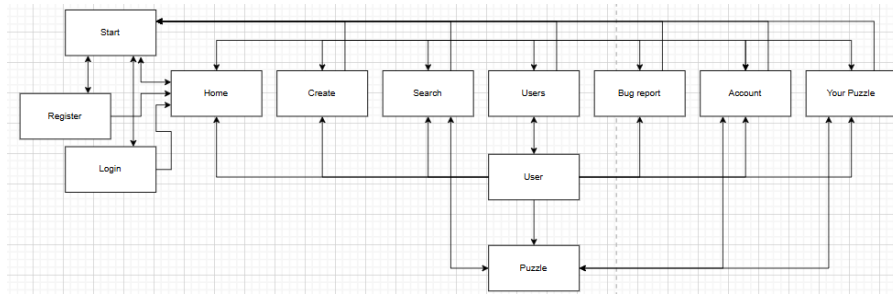 Start
Home
Create
Search
Users
Bug report
Account
Your Puzzle
Register
Login
User
Puzzle